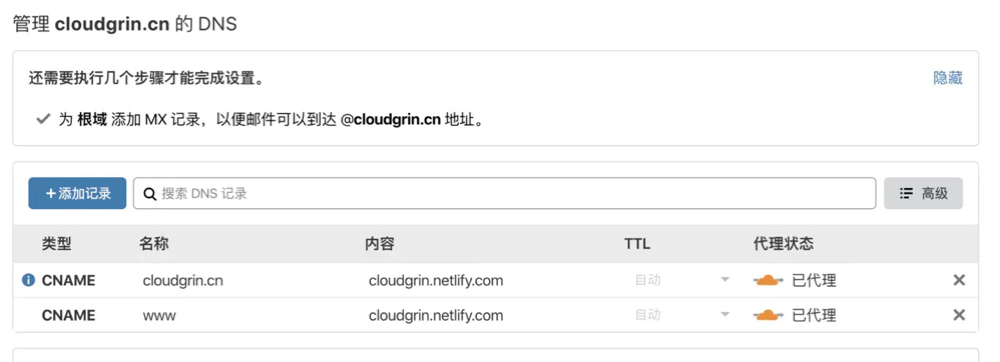 管理 cloudgrin.cn 的 DNS
还需要执行几个步骤才能完成设置。 隐藏
为 根域 添加 MX 记录，以便邮件可以到达 @cloudgrin.cn 地址。
+添加记录 搜索 DNS 记录 高级
类型 名称 内容 TTL 代理状态
CNAME cloudgrin.cn cloudgrin.netlify.com 自动 已代理
CNAME www cloudgrin.netlify.com 自动 已代理